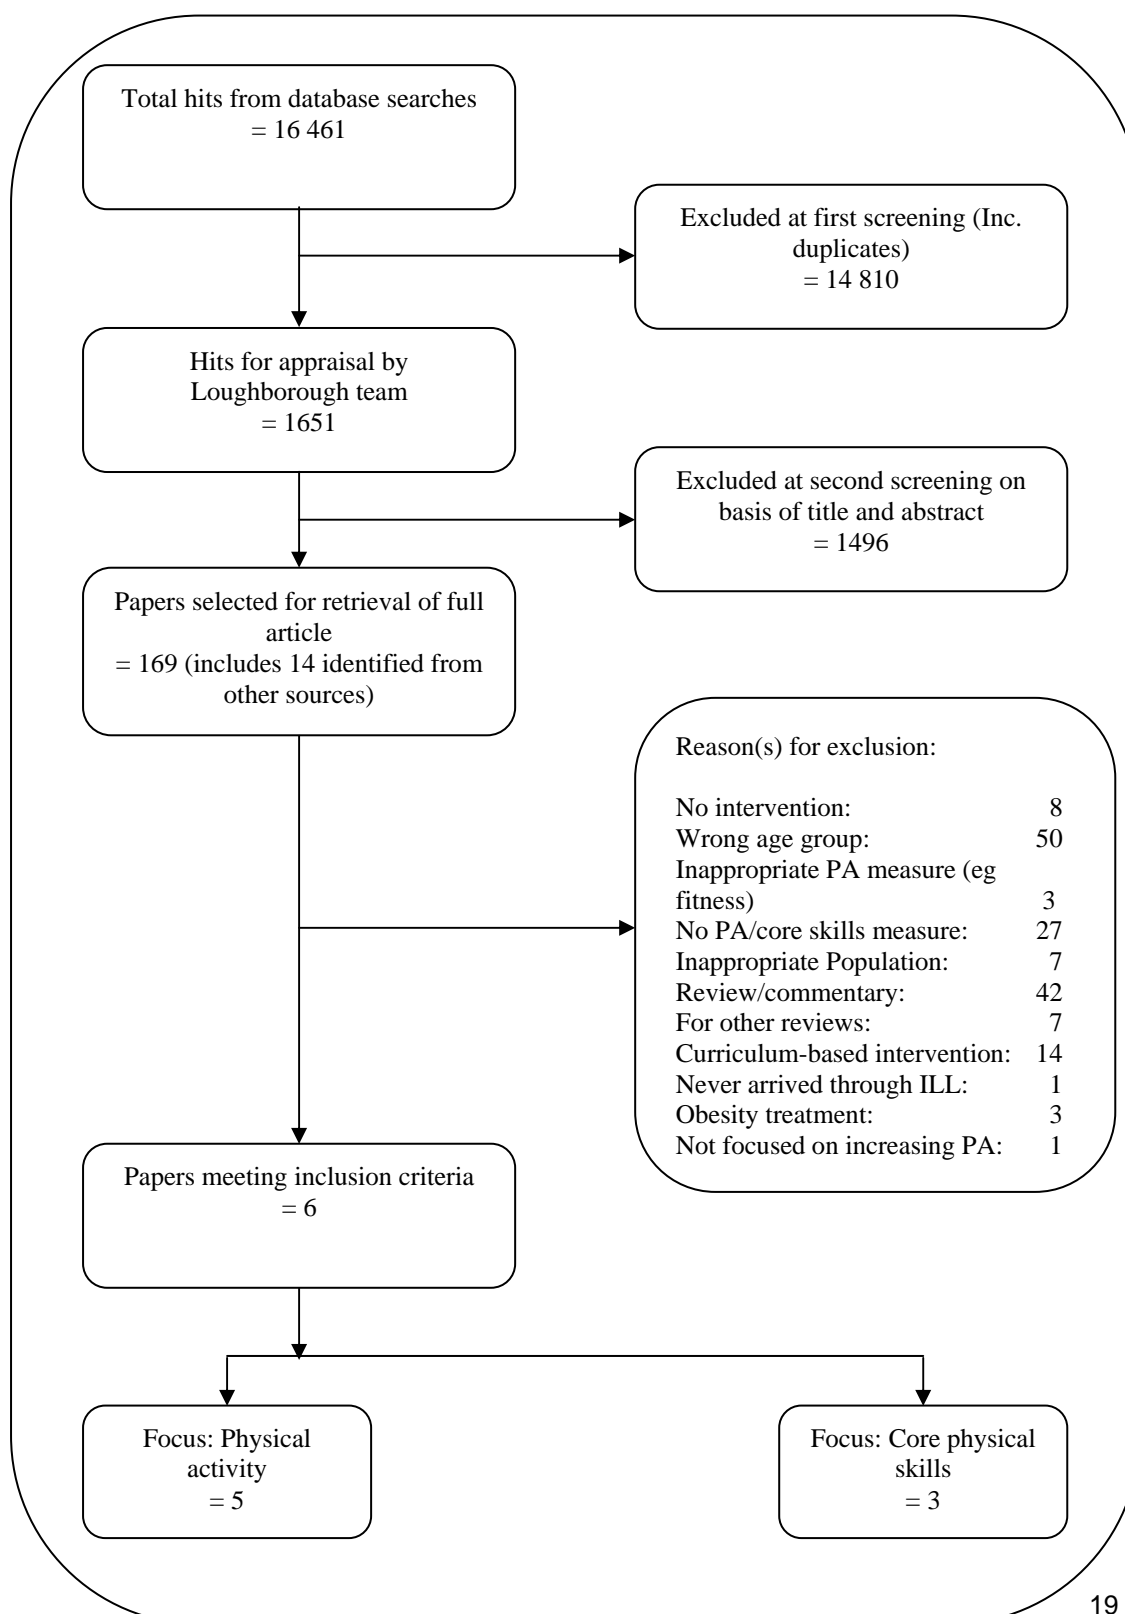 Total hits from database searches
= 16 461
Excluded at first screening (Inc.
duplicates)
= 14 810
Hits for appraisal by
Loughborough team
= 1651
Excluded at second screening on
basis of title and abstract
= 1496
Papers selected for retrieval of full
article
= 169 (includes 14 identified from
other sources)
Reason(s) for exclusion:
No intervention: 8
Wrong age group: 50
Inappropriate PA measure (eg
fitness) 3
No PA/core skills measure: 27
Inappropriate Population: 7
Review/commentary: 42
For other reviews: 7
Curriculum-based intervention: 14
Never arrived through ILL: 1
Obesity treatment: 3
Not focused on increasing PA: 1
Papers meeting inclusion criteria
= 6
Focus: Physical
activity
= 5
Focus: Core physical
skills
= 3
19